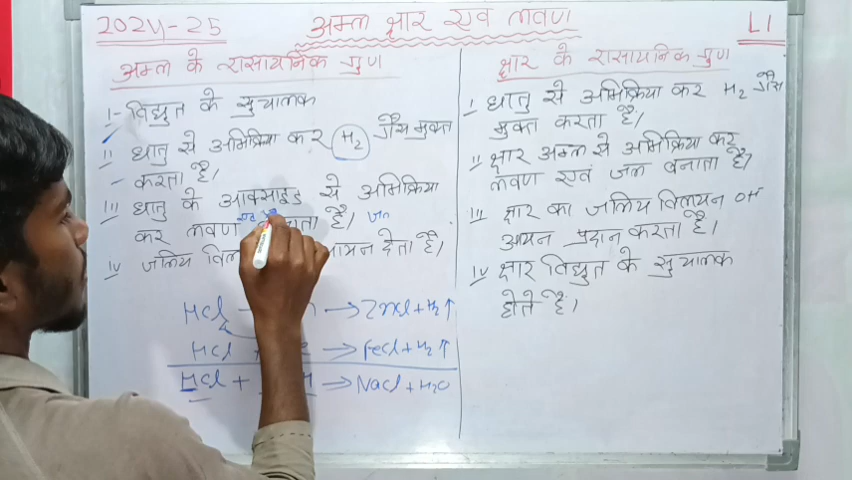 2024-25
अम्ल क्षार एवं लवण
L1
अम्ल के रासायनिक गुण
I- विद्युत के सुचालक
II धातु से अभिक्रिया कर H₂ गैस मुक्त
करता है।
III धातु के आक्साइड से अभिक्रिया
कर लवण एवं है। जल
IV जलिय देता है।
HCl → ZnCl + H₂↑
HCl + → FeCl + H₂↑
HCl + → NaCl + H₂O
क्षार के रासायनिक गुण
I धातु से अभिक्रिया कर H₂ गैस
मुक्त करता है।
II क्षार अम्ल से अभिक्रिया कर
लवण एवं जल बनाता है।
III क्षार का जलिय विलयन OH
आयन प्रदान करता है।
IV क्षार विद्युत के सुचालक
होते है।